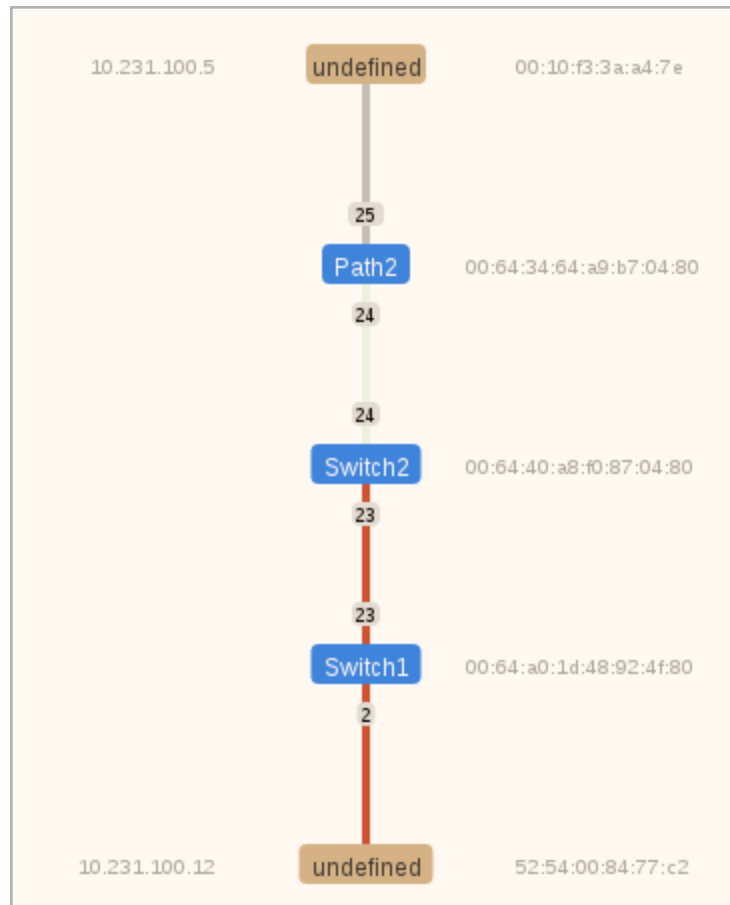 10.231.100.5 undefined 00:10:f3:3a:a4:7e
25
Path2 00:64:34:64:a9:b7:04:80
24
24
Switch2 00:64:40:a8:f0:87:04:80
23
23
Switch1 00:64:a0:1d:48:92:4f:80
2
10.231.100.12 undefined 52:54:00:84:77:c2